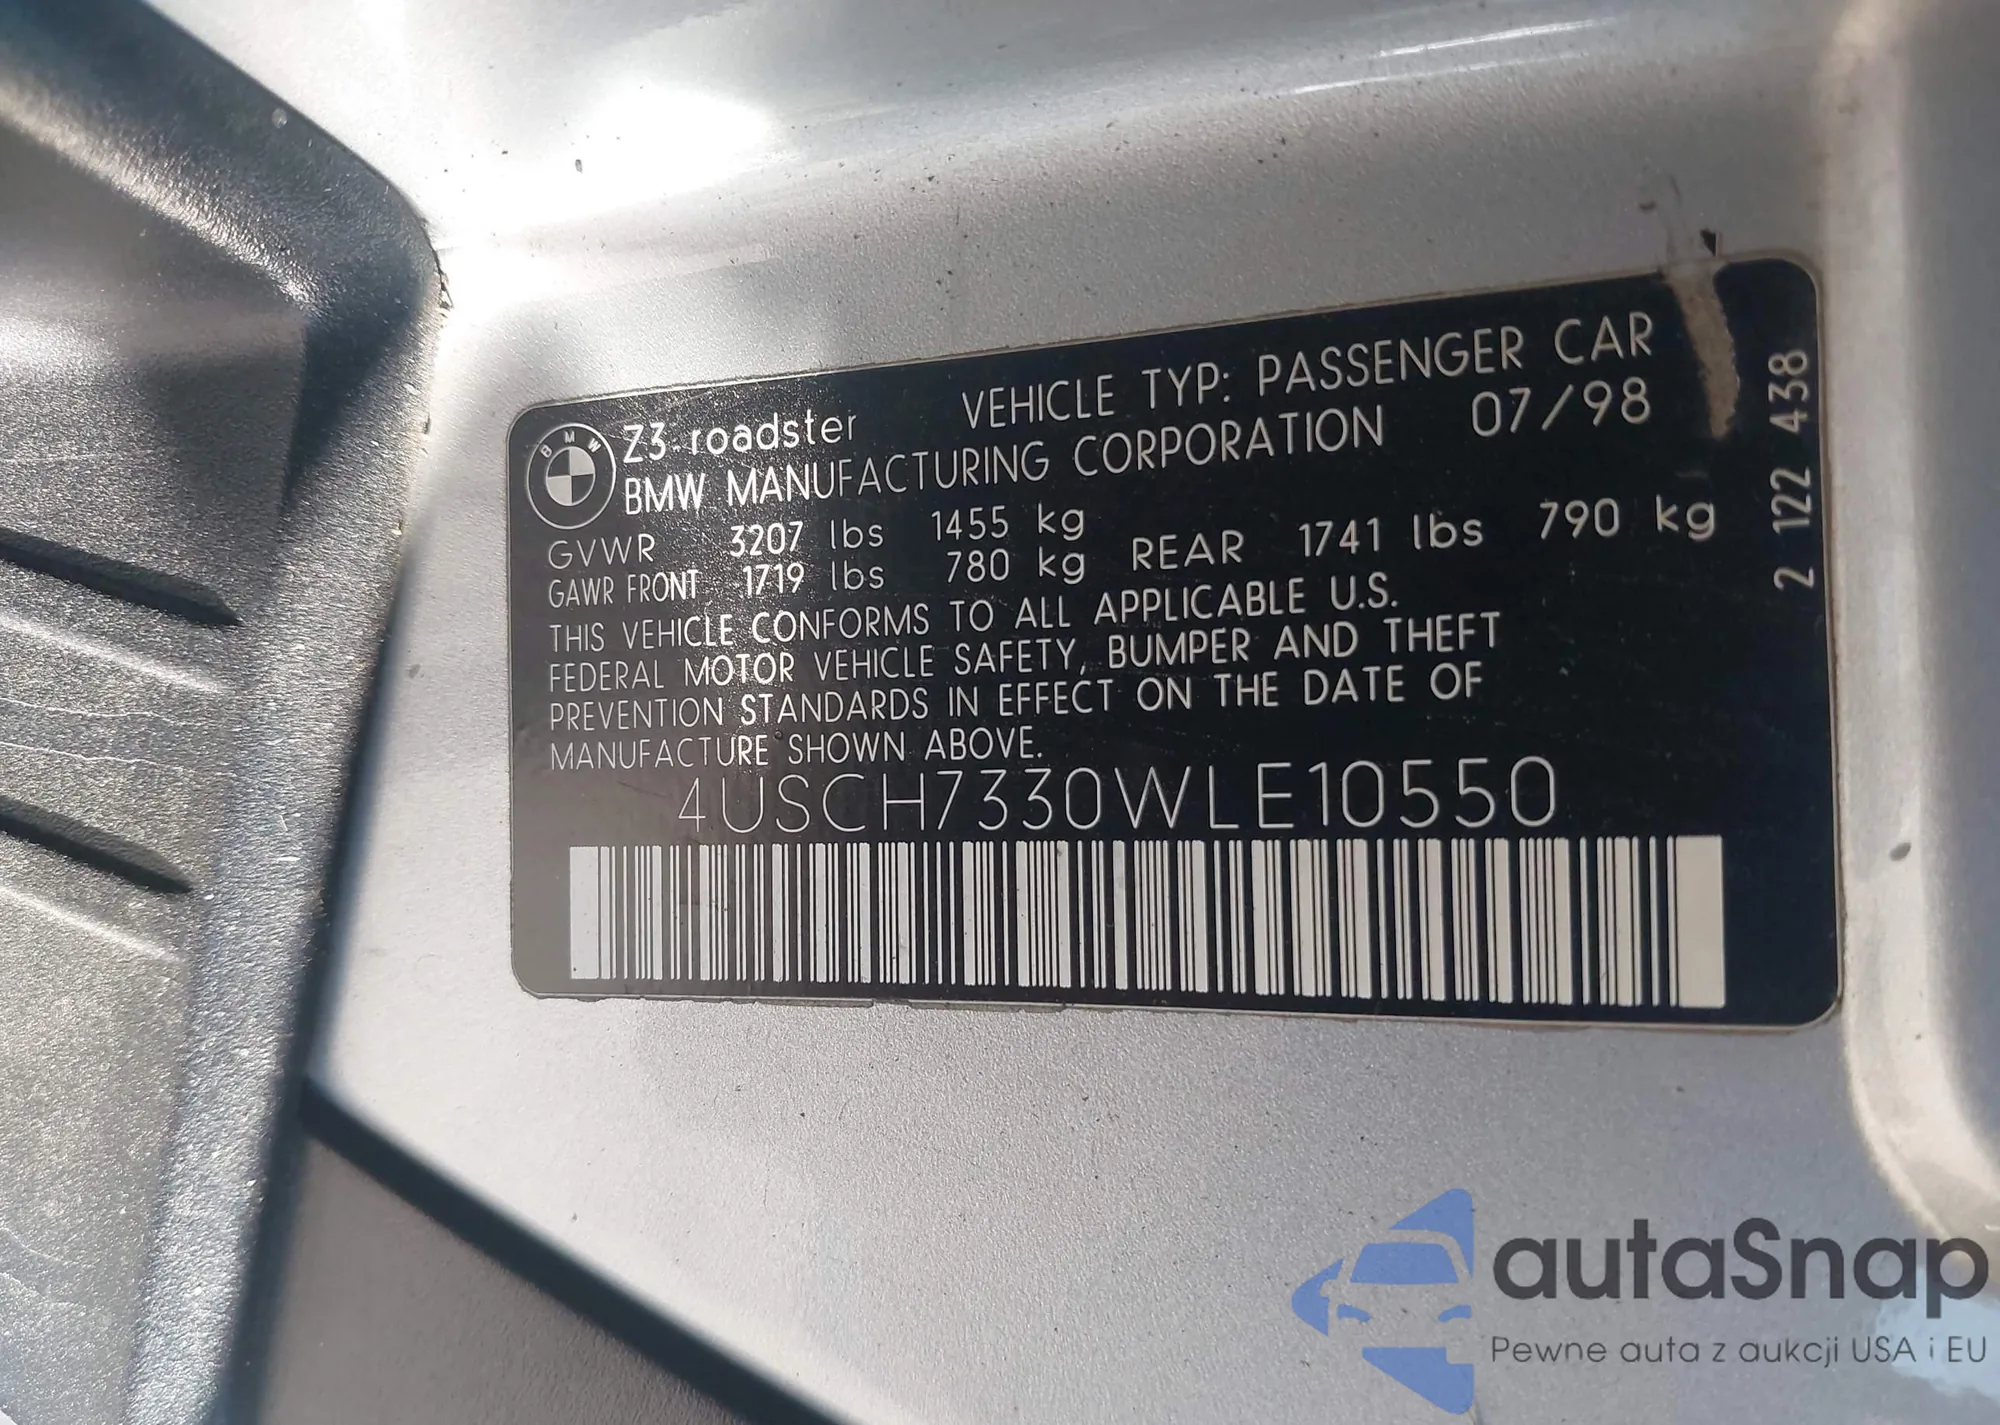 BMW
Z3-roadster VEHICLE TYP: PASSENGER CAR
BMW MANUFACTURING CORPORATION 07/98
GVWR 3207 lbs 1455 kg
GAWR FRONT 1719 lbs 780 kg REAR 1741 lbs 790 kg
THIS VEHICLE CONFORMS TO ALL APPLICABLE U.S.
FEDERAL MOTOR VEHICLE SAFETY, BUMPER AND THEFT
PREVENTION STANDARDS IN EFFECT ON THE DATE OF
MANUFACTURE SHOWN ABOVE.
4USCH7330WLE10550
2 122 438
autaSnap
Pewne auta z aukcji USA i EU